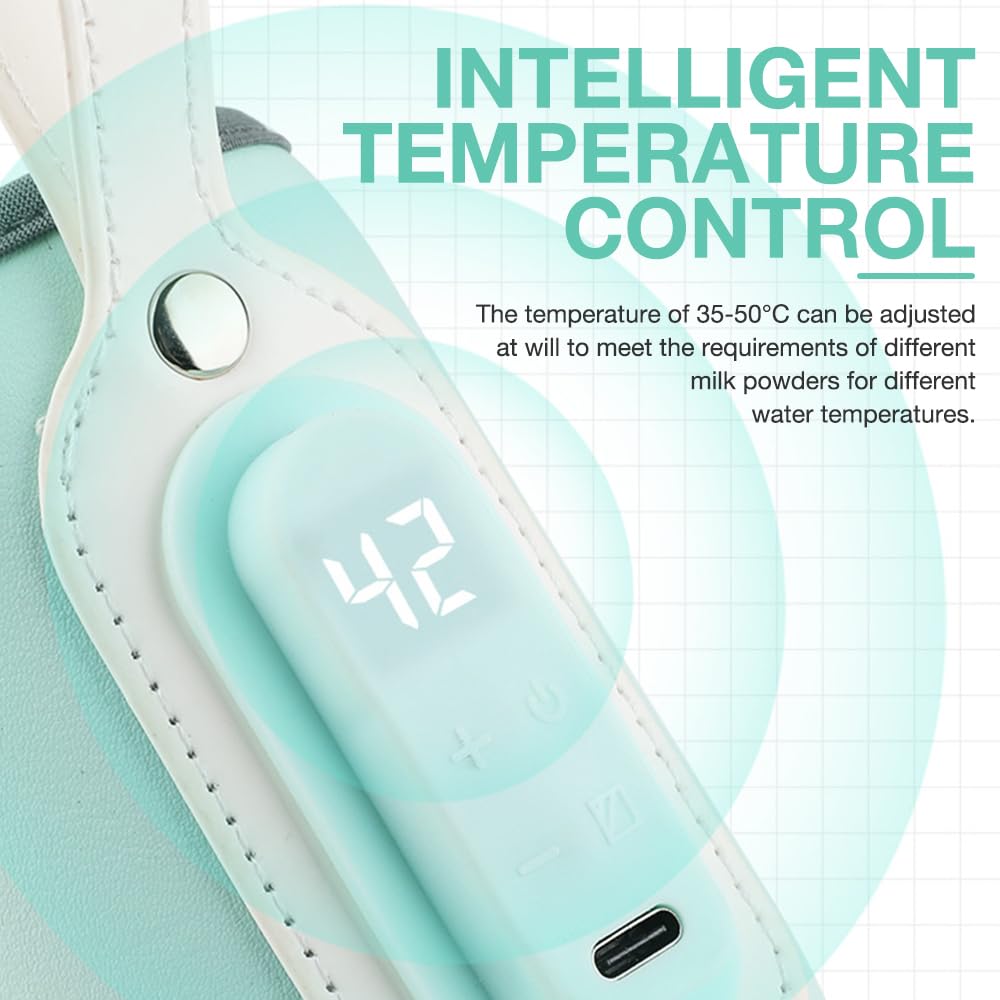 INTELLIGENT
TEMPERATURE
CONTROL
The temperature of 35-50°C can be adjusted
at will to meet the requirements of different
milk powders for different
water temperatures.
42
+
-